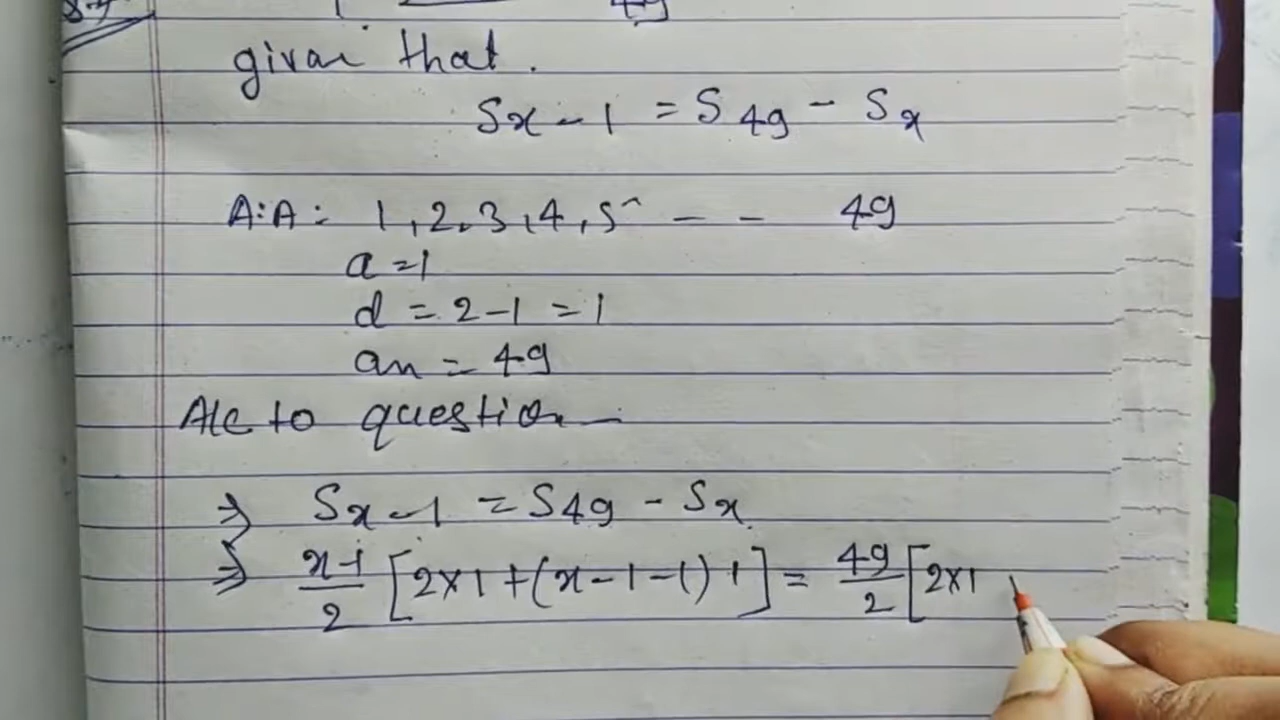 49
givan that.
Sx-1 = S49 - Sx
A:A: 1,2,3,4,5 - - 49
a=1
d = 2-1 = 1
an = 49
A/c to question
⇒ Sx-1 = S49 - Sx
⇒ x-1/2 [2×1+(x-1-1)1] = 49/2 [2×1